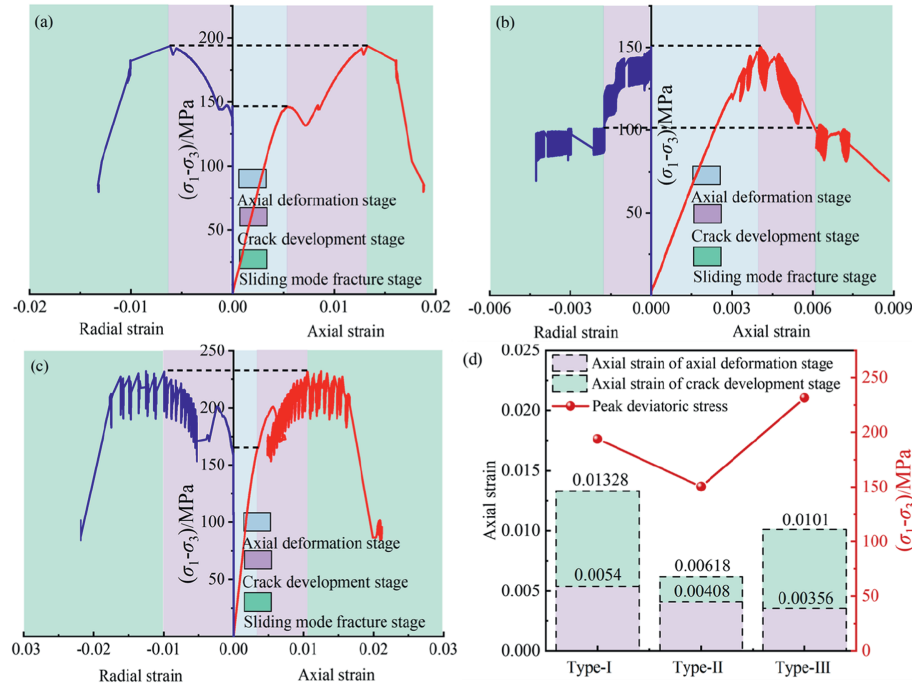 (a)
200
150
100
50
(σ1-σ3)/MPa
Axial deformation stage
Crack development stage
Sliding mode fracture stage
-0.02
-0.01
0.00
0.01
0.02
Radial strain
Axial strain
(b)
150
100
50
(σ1-σ3)/MPa
Axial deformation stage
Crack development stage
Sliding mode fracture stage
-0.006
-0.003
0.000
0.003
0.006
0.009
Radial strain
Axial strain
(c)
250
200
150
100
50
(σ1-σ3)/MPa
Axial deformation stage
Crack development stage
Sliding mode fracture stage
0.03
-0.02
-0.01
0.00
0.01
0.02
0.03
Radial strain
Axial strain
(d)
Axial strain of axial deformation stage
Axial strain of crack development stage
Peak deviatoric stress
0.025
0.020
0.015
0.010
0.005
0.000
Axial strain
0.01328
0.0054
0.00618
0.00408
0.0101
0.00356
Type-I
Type-II
Type-III
250
200
150
100
50
0
(σ1-σ3)/MPa